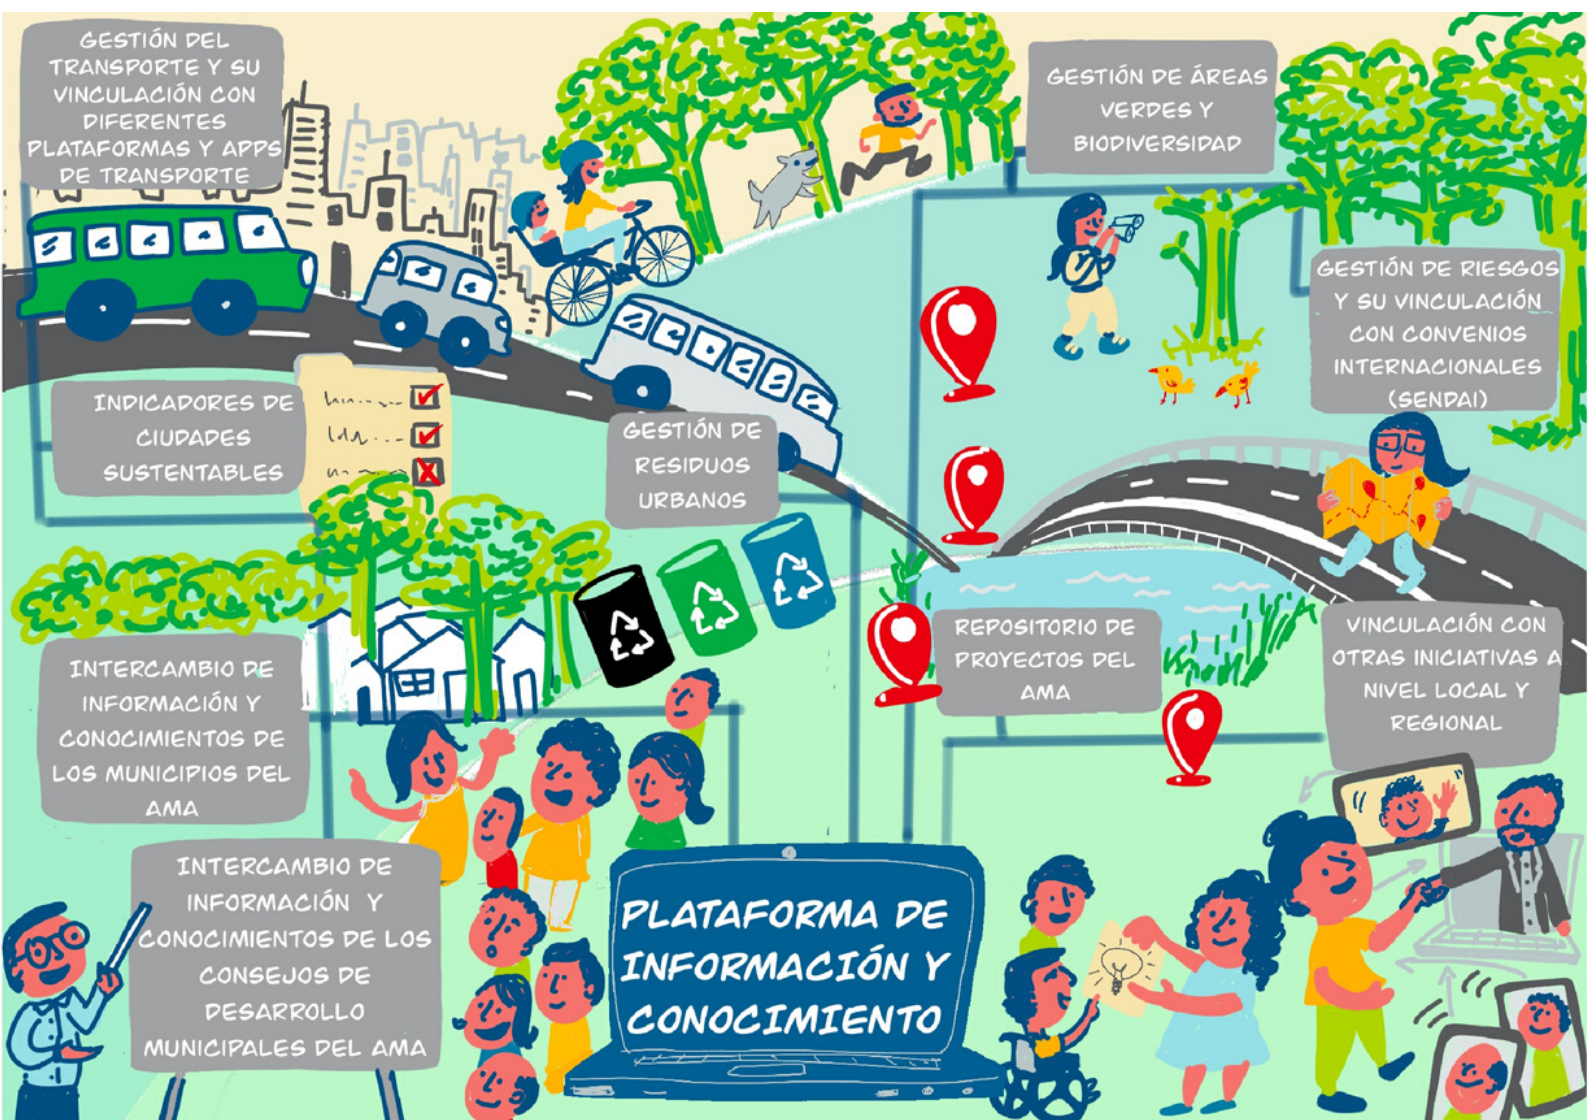 GESTIÓN DEL
TRANSPORTE Y SU
VINCULACIÓN CON
DIFERENTES
PLATAFORMAS Y APPS
DE TRANSPORTE
GESTIÓN DE ÁREAS
VERDES Y
BIODIVERSIDAD
GESTIÓN DE RIESGOS
Y SU VINCULACIÓN
CON CONVENIOS
INTERNACIONALES
(SENDAI)
INDICADORES DE
CIUDADES
SUSTENTABLES
GESTIÓN DE
RESIDUOS
URBANOS
INTERCAMBIO DE
INFORMACIÓN Y
CONOCIMIENTOS DE
LOS MUNICIPIOS DEL
AMA
REPOSITORIO DE
PROYECTOS DEL
AMA
VINCULACIÓN CON
OTRAS INICIATIVAS A
NIVEL LOCAL Y
REGIONAL
INTERCAMBIO DE
INFORMACIÓN Y
CONOCIMIENTOS DE LOS
CONSEJOS DE
DESARROLLO
MUNICIPALES DEL AMA
PLATAFORMA DE
INFORMACIÓN Y
CONOCIMIENTO